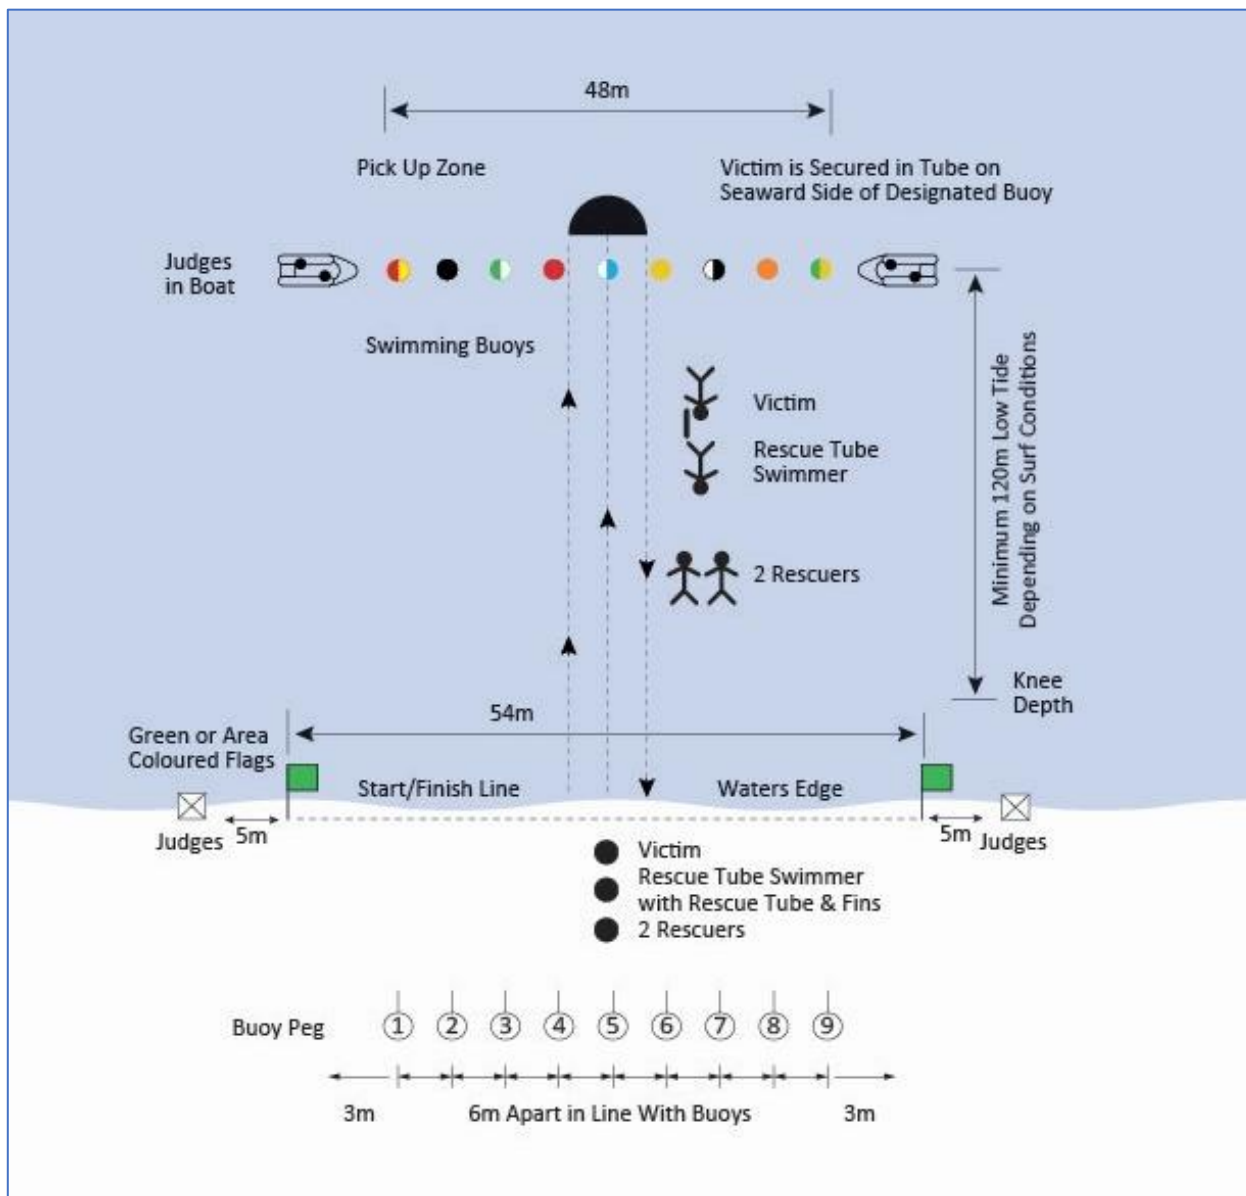 48m
Pick Up Zone
Victim is Secured in Tube on
Seaward Side of Designated Buoy
Judges
in Boat
Swimming Buoys
Victim
Rescue Tube
Swimmer
2 Rescuers
Minimum 120m Low Tide
Depending on Surf Conditions
Knee
Depth
54m
Green or Area
Coloured Flags
Start/Finish Line
Waters Edge
Judges
5m
5m
Judges
Victim
Rescue Tube Swimmer
with Rescue Tube & Fins
2 Rescuers
Buoy Peg
1 2 3 4 5 6 7 8 9
3m
6m Apart in Line With Buoys
3m